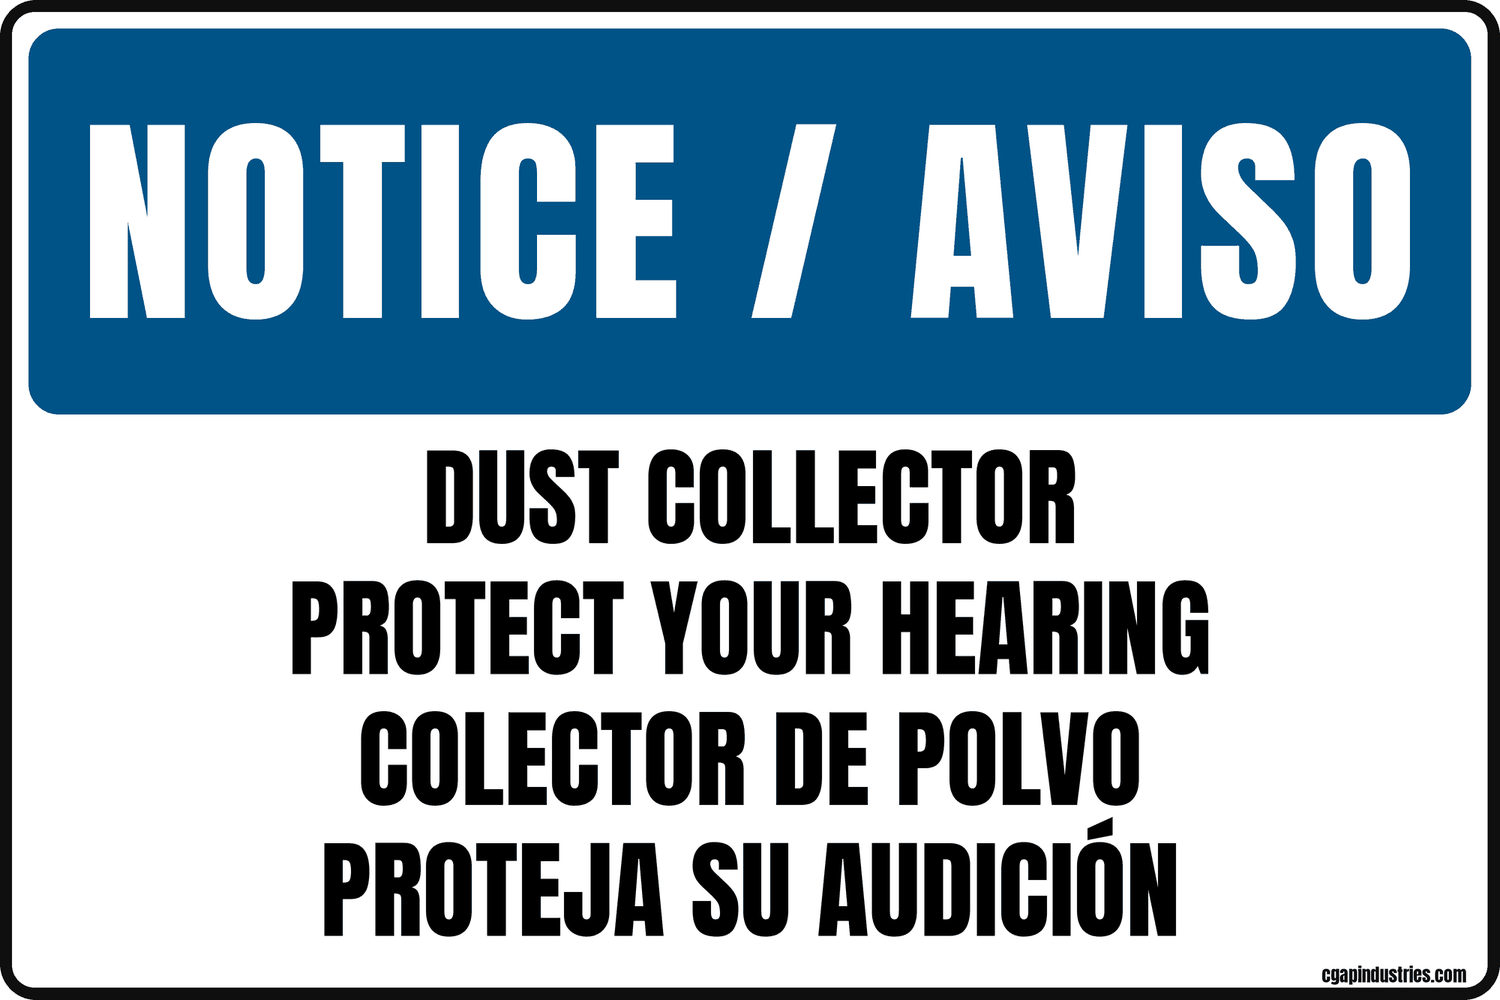 NOTICE / AVISO
DUST COLLECTOR
PROTECT YOUR HEARING
COLECTOR DE POLVO
PROTEJA SU AUDICIÓN
cgapindustries.com